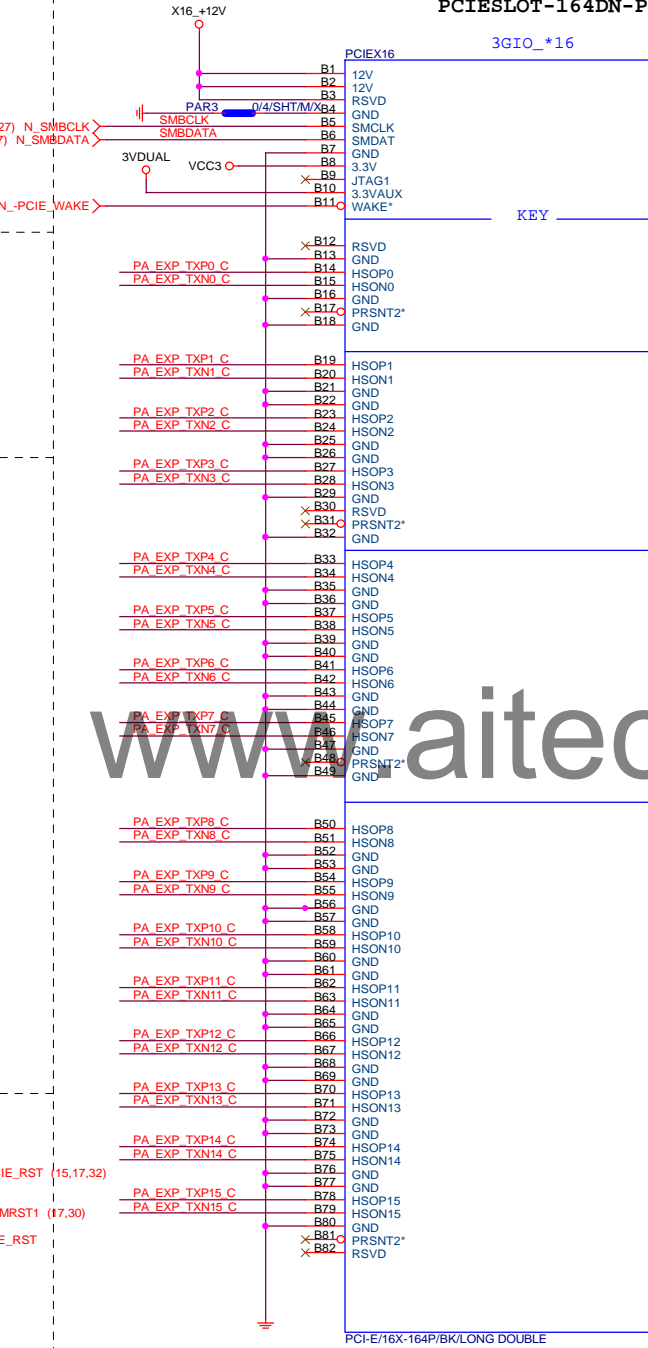 PCIESLOT-164DN-P
X16_+12V
3GIO_*16
PCIEX16
B1 12V
B2 12V
B3 RSVD
PAR3 0/4/SHT/M/X B4 GND
27) N_SMBCLK SMBCLK B5 SMCLK
7) N_SMBDATA SMBDATA B6 SMDAT
B7 GND
3VDUAL VCC3 B8 3.3V
B9 JTAG1
B10 3.3VAUX
N_-PCIE_WAKE B11 WAKE*
KEY
B12 RSVD
B13 GND
PA_EXP_TXP0_C B14 HSOP0
PA_EXP_TXN0_C B15 HSON0
B16 GND
B17 PRSNT2*
B18 GND
PA_EXP_TXP1_C B19 HSOP1
PA_EXP_TXN1_C B20 HSON1
B21 GND
B22 GND
PA_EXP_TXP2_C B23 HSOP2
PA_EXP_TXN2_C B24 HSON2
B25 GND
B26 GND
PA_EXP_TXP3_C B27 HSOP3
PA_EXP_TXN3_C B28 HSON3
B29 GND
B30 RSVD
B31 PRSNT2*
B32 GND
PA_EXP_TXP4_C B33 HSOP4
PA_EXP_TXN4_C B34 HSON4
B35 GND
B36 GND
PA_EXP_TXP5_C B37 HSOP5
PA_EXP_TXN5_C B38 HSON5
B39 GND
B40 GND
PA_EXP_TXP6_C B41 HSOP6
PA_EXP_TXN6_C B42 HSON6
B43 GND
B44 GND
PA_EXP_TXP7_C B45 HSOP7
PA_EXP_TXN7_C B46 HSON7
B47 GND
B48 PRSNT2*
B49 GND
www.aitec
PA_EXP_TXP8_C B50 HSOP8
PA_EXP_TXN8_C B51 HSON8
B52 GND
B53 GND
PA_EXP_TXP9_C B54 HSOP9
PA_EXP_TXN9_C B55 HSON9
B56 GND
B57 GND
PA_EXP_TXP10_C B58 HSOP10
PA_EXP_TXN10_C B59 HSON10
B60 GND
B61 GND
PA_EXP_TXP11_C B62 HSOP11
PA_EXP_TXN11_C B63 HSON11
B64 GND
B65 GND
PA_EXP_TXP12_C B66 HSOP12
PA_EXP_TXN12_C B67 HSON12
B68 GND
B69 GND
PA_EXP_TXP13_C B70 HSOP13
PA_EXP_TXN13_C B71 HSON13
B72 GND
B73 GND
PA_EXP_TXP14_C B74 HSOP14
PA_EXP_TXN14_C B75 HSON14
IE_RST (15,17,32) B76 GND
B77 GND
PA_EXP_TXP15_C B78 HSOP15
PA_EXP_TXN15_C B79 HSON15
MRST1 (17,30) B80 GND
E_RST B81 PRSNT2*
B82 RSVD
PCI-E/16X-164P/BK/LONG DOUBLE